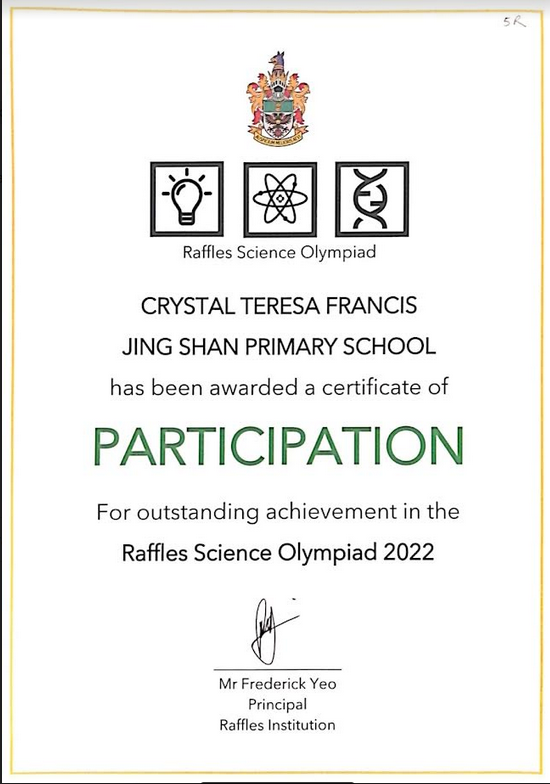 5R
Raffles Science Olympiad
CRYSTAL TERESA FRANCIS
JING SHAN PRIMARY SCHOOL
has been awarded a certificate of
PARTICIPATION
For outstanding achievement in the
Raffles Science Olympiad 2022
Mr Frederick Yeo
Principal
Raffles Institution